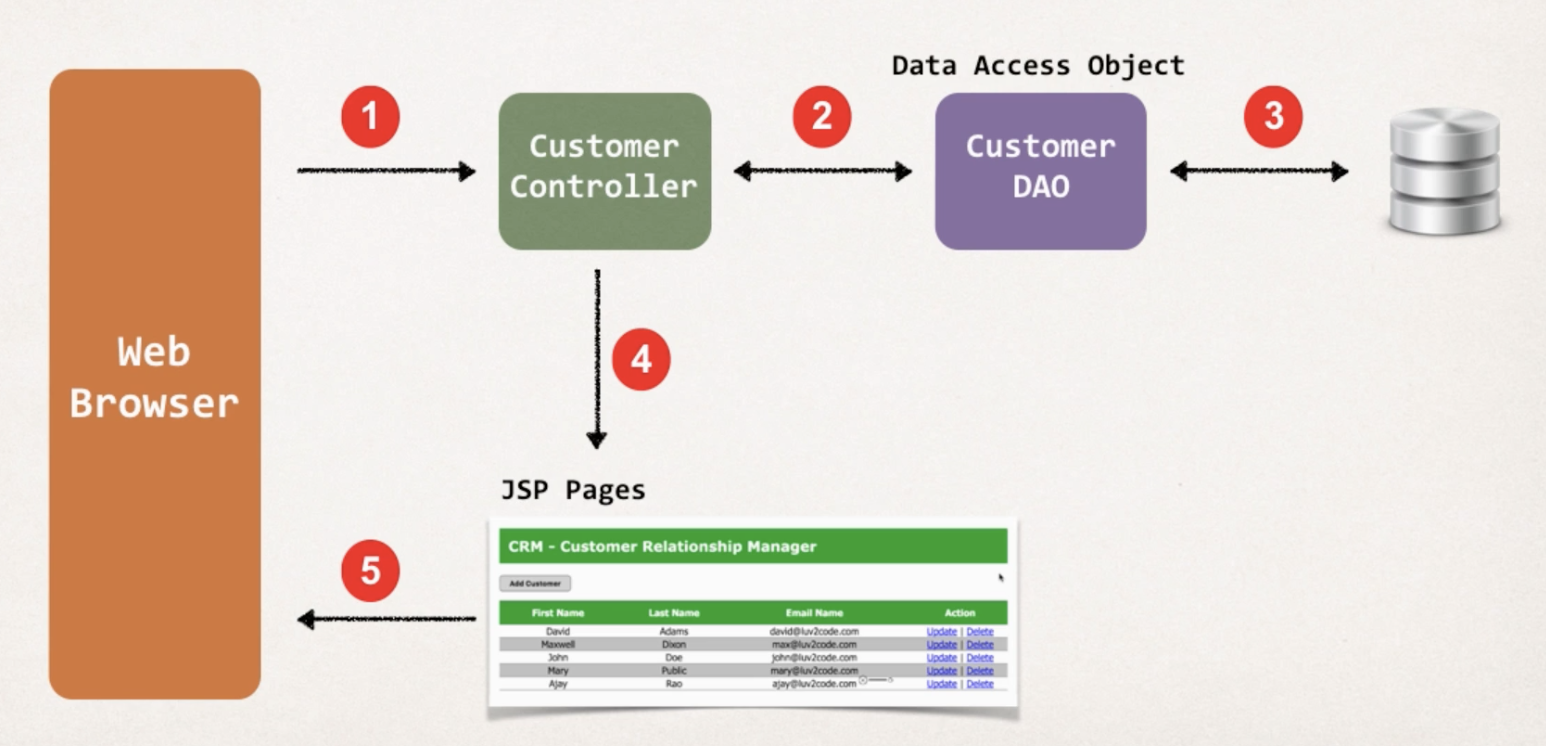 Data Access Object
1
2
3
Customer
Controller
Customer
DAO
Web
Browser
4
JSP Pages
5
CRM - Customer Relationship Manager
Add Customer
First Name Last Name Email Name Action
David Adams david@luv2code.com Update | Delete
Maxwell Dixon max@luv2code.com Update | Delete
John Doe john@luv2code.com Update | Delete
Mary Public mary@luv2code.com Update | Delete
Ajay Rao ajay@luv2code.com Update | Delete